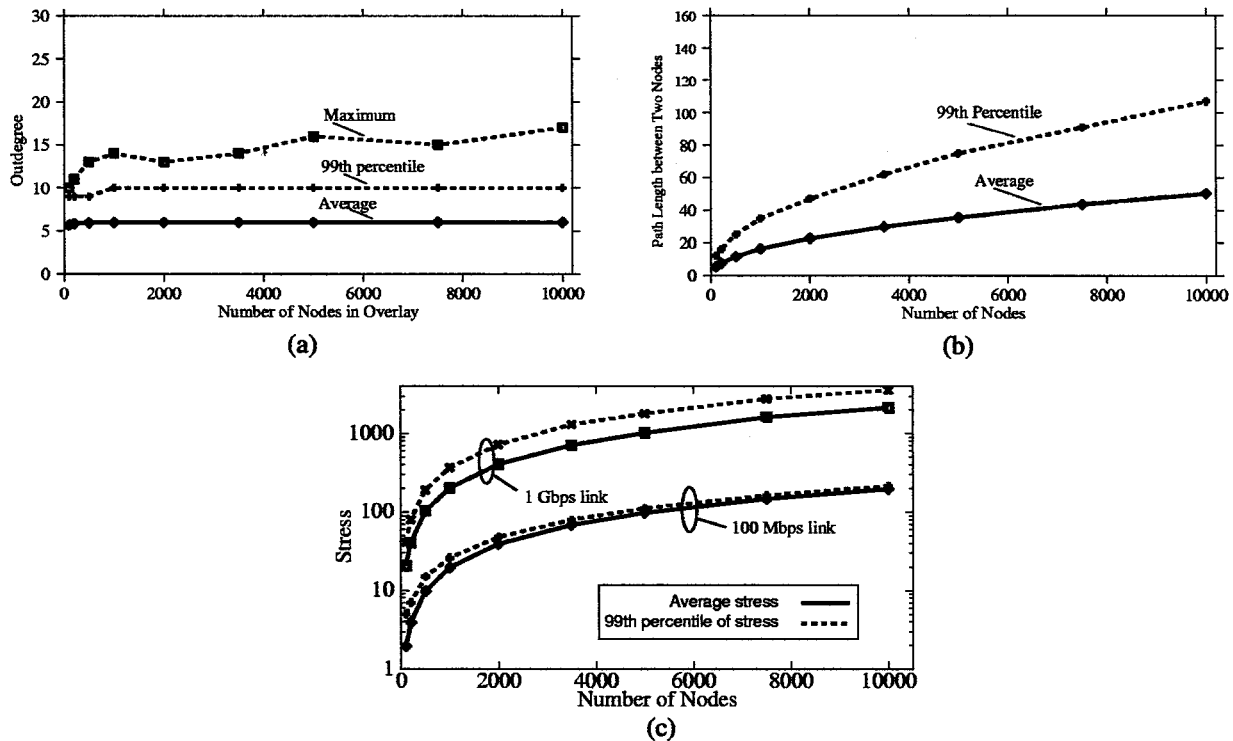 30
25
20
15
10
5
0
Outdegree
Maximum
99th percentile
Average
0 2000 4000 6000 8000 10000
Number of Nodes in Overlay
(a)
160
140
120
100
80
60
40
20
0
Path Length between Two Nodes
99th Percentile
Average
0 2000 4000 6000 8000 10000
Number of Nodes
(b)
1000
100
10
1
Stress
1 Gbps link
100 Mbps link
Average stress
99th percentile of stress
0 2000 4000 6000 8000 10000
Number of Nodes
(c)